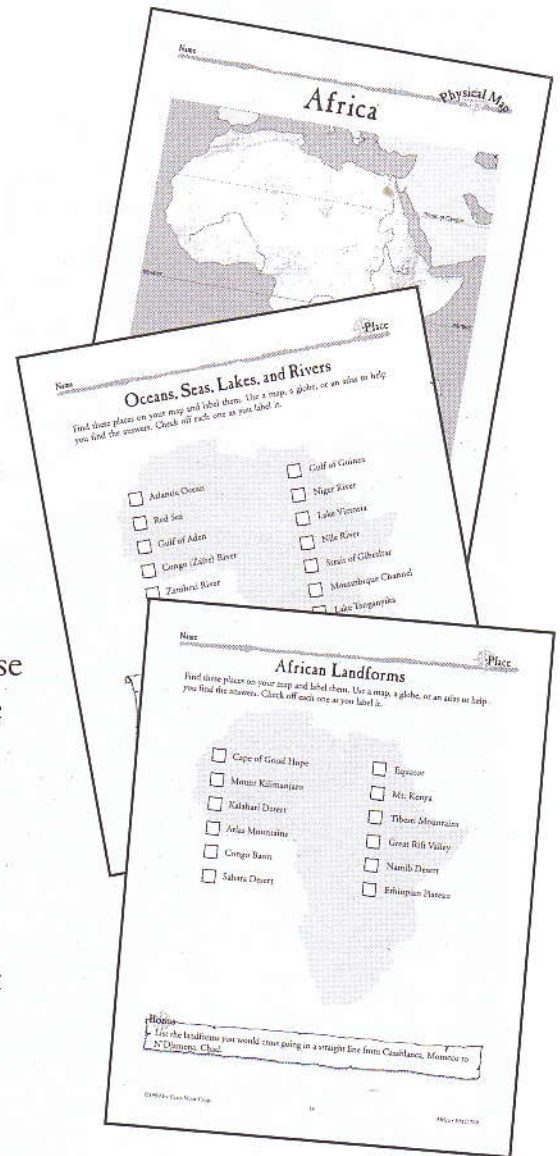 Name
Physical Map
Africa
Tropic of Cancer
Equator
Name
Place
Oceans, Seas, Lakes, and Rivers
Find these places on your map and label them. Use a map, a globe, or an atlas to help
you find the answers. Check off each one as you label it.
Atlantic Ocean
Red Sea
Gulf of Aden
Congo (Zaire) River
Zambezi River
Gulf of Guinea
Niger River
Lake Victoria
Nile River
Strait of Gibraltar
Mozambique Channel
Lake Tanganyika
se
Name
Place
African Landforms
Find these places on your map and label them. Use a map, a globe, or an atlas to help
you find the answers. Check off each one as you label it.
Cape of Good Hope
Mount Kilimanjaro
Kalahari Desert
Atlas Mountains
Congo Basin
Sahara Desert
Equator
Mt. Kenya
Tibesti Mountains
Great Rift Valley
Namib Desert
Ethiopian Plateau
Bonus
List the landforms you would cross going in a straight line from Casablanca, Morocco to
N'Djamena, Chad.